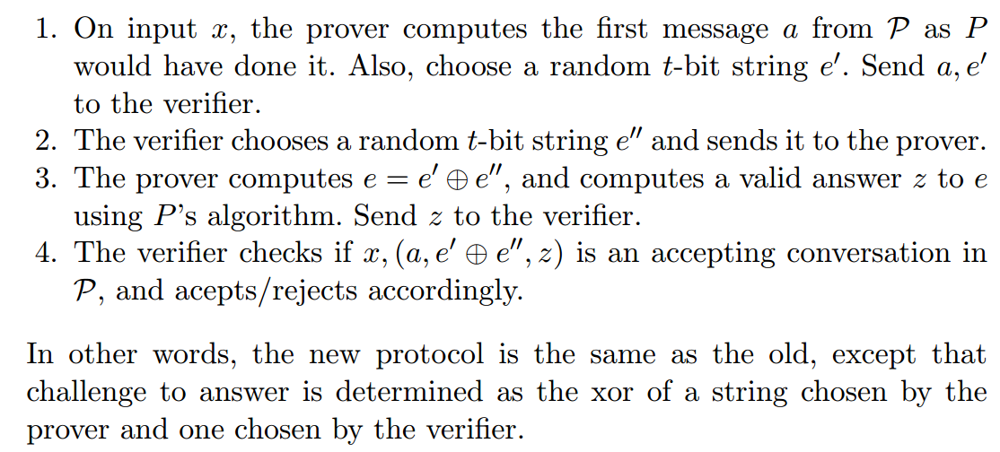 1. On input x, the prover computes the first message a from 𝒫 as P
would have done it. Also, choose a random t-bit string e′. Send a, e′
to the verifier.
2. The verifier chooses a random t-bit string e″ and sends it to the prover.
3. The prover computes e = e′ ⊕ e″, and computes a valid answer z to e
using P's algorithm. Send z to the verifier.
4. The verifier checks if x, (a, e′ ⊕ e″, z) is an accepting conversation in
𝒫, and acepts/rejects accordingly.
In other words, the new protocol is the same as the old, except that
challenge to answer is determined as the xor of a string chosen by the
prover and one chosen by the verifier.